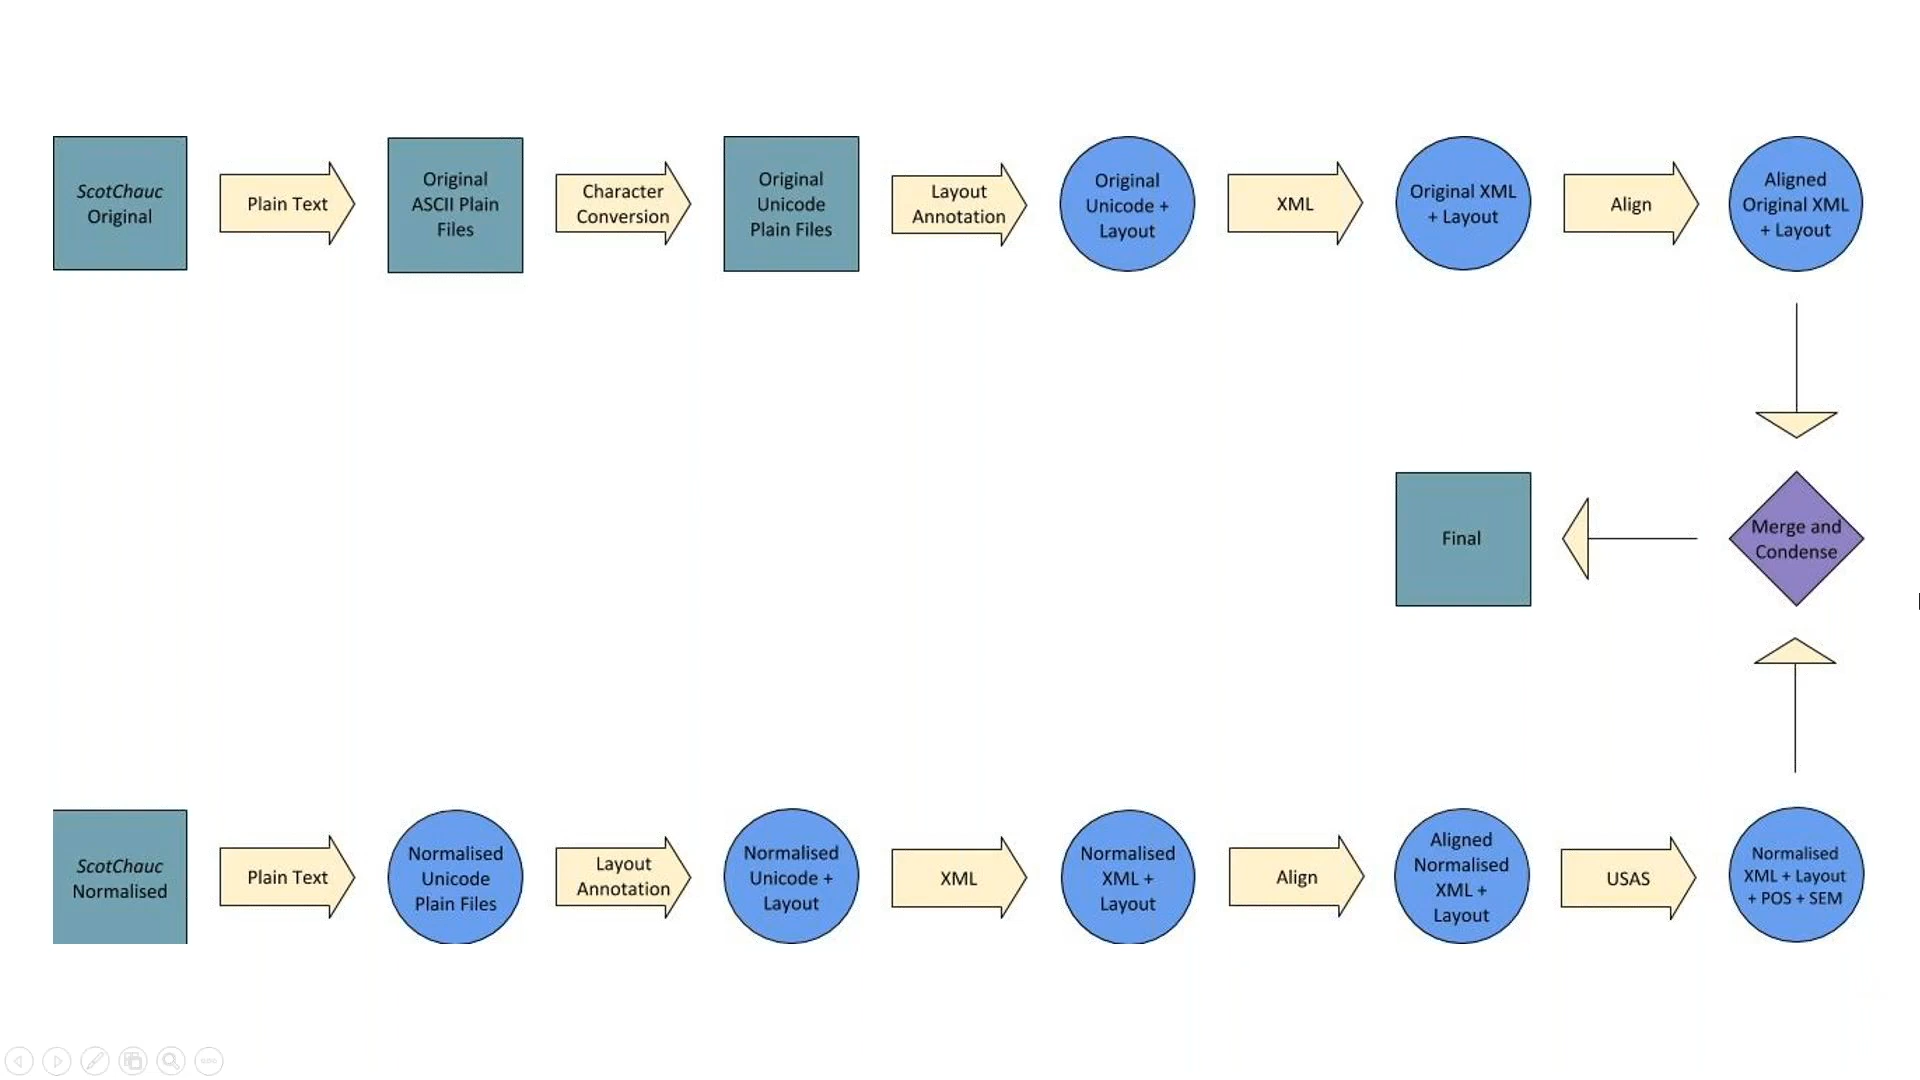 ScotChauc
Original
Plain Text
Original
ASCII Plain
Files
Character
Conversion
Original
Unicode
Plain Files
Layout
Annotation
Original
Unicode +
Layout
XML
Original XML
+ Layout
Align
Aligned
Original XML
+ Layout
Final
Merge and
Condense
ScotChauc
Normalised
Plain Text
Normalised
Unicode
Plain Files
Layout
Annotation
Normalised
Unicode +
Layout
XML
Normalised
XML +
Layout
Align
Aligned
Normalised
XML +
Layout
USAS
Normalised
XML + Layout
+ POS + SEM